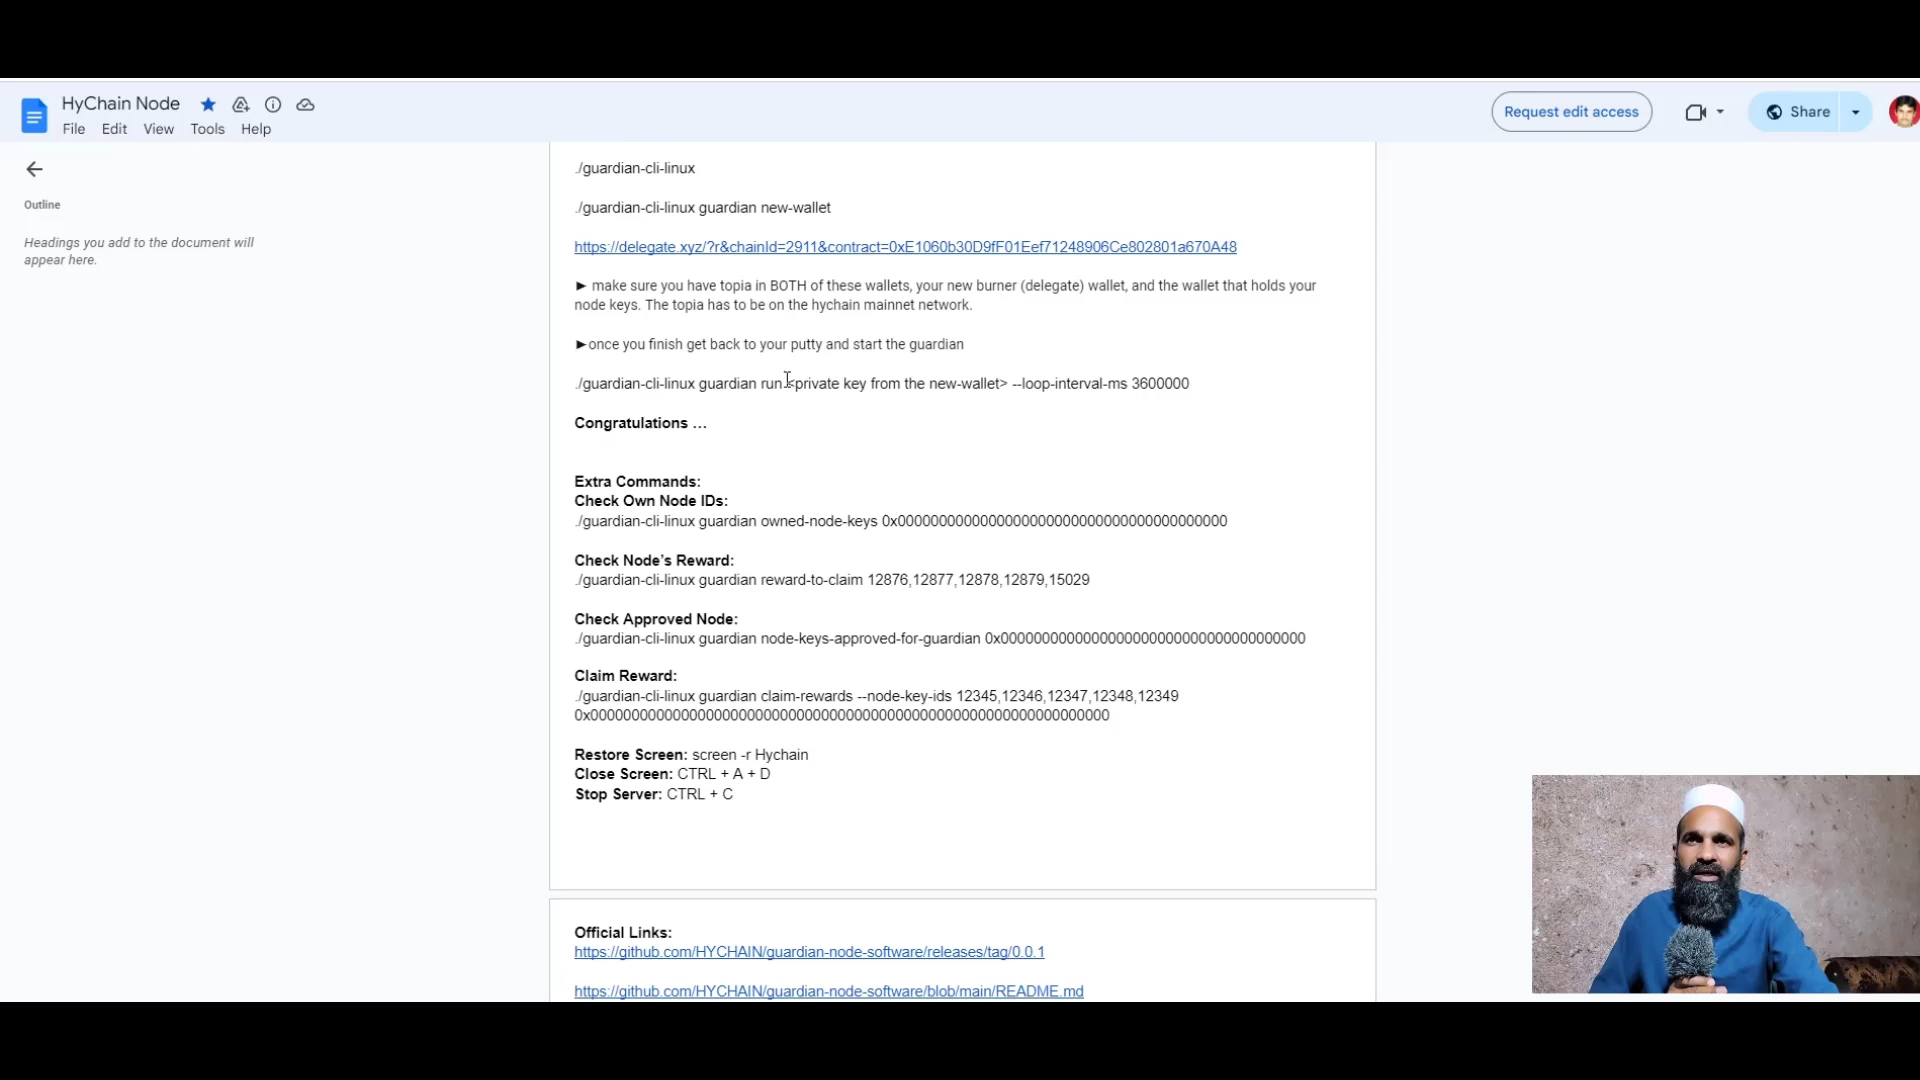 HyChain Node
File Edit View Tools Help
Request edit access
Share
Outline
Headings you add to the document will
appear here.
./guardian-cli-linux
./guardian-cli-linux guardian new-wallet
https://delegate.xyz/?r&chainId=2911&contract=0xE1060b30D9fF01Eef71248906Ce802801a670A48
► make sure you have topia in BOTH of these wallets, your new burner (delegate) wallet, and the wallet that holds your
node keys. The topia has to be on the hychain mainnet network.
►once you finish get back to your putty and start the guardian
./guardian-cli-linux guardian run <private key from the new-wallet> --loop-interval-ms 3600000
Congratulations …
Extra Commands:
Check Own Node IDs:
./guardian-cli-linux guardian owned-node-keys 0x0000000000000000000000000000000000000000
Check Node’s Reward:
./guardian-cli-linux guardian reward-to-claim 12876,12877,12878,12879,15029
Check Approved Node:
./guardian-cli-linux guardian node-keys-approved-for-guardian 0x000000000000000000000000000000000000000
Claim Reward:
./guardian-cli-linux guardian claim-rewards --node-key-ids 12345,12346,12347,12348,12349
0x0000000000000000000000000000000000000000000000000000000000000000
Restore Screen: screen -r Hychain
Close Screen: CTRL + A + D
Stop Server: CTRL + C
Official Links:
https://github.com/HYCHAIN/guardian-node-software/releases/tag/0.0.1
https://github.com/HYCHAIN/guardian-node-software/blob/main/README.md